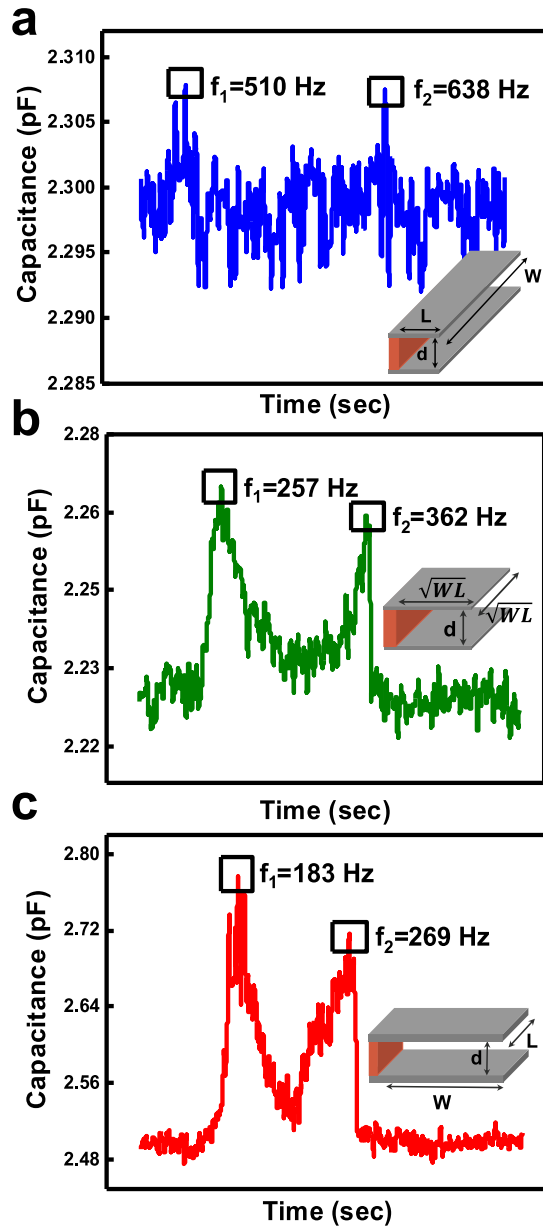 a
2.310
2.305
2.300
2.295
2.290
2.285
Capacitance (pF)
f₁=510 Hz
f₂=638 Hz
W
L
d
Time (sec)
b
2.28
2.26
2.25
2.23
2.22
Capacitance (pF)
f₁=257 Hz
f₂=362 Hz
√WL
√WL
d
Time (sec)
c
2.80
2.72
2.64
2.56
2.48
Capacitance (pF)
f₁=183 Hz
f₂=269 Hz
L
d
W
Time (sec)